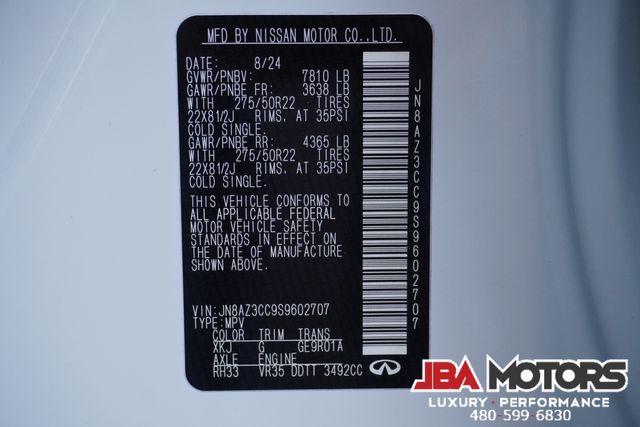 MFD BY NISSAN MOTOR CO.,LTD.
DATE: 8/24
GVWR/PNBV: 7810 LB
GAWR/PNBE FR: 3638 LB
WITH 275/50R22 TIRES
22X81/2J RIMS, AT 35PSI
COLD SINGLE.
GAWR/PNBE RR: 4365 LB
WITH 275/50R22 TIRES
22X81/2J RIMS, AT 35PSI
COLD SINGLE.
THIS VEHICLE CONFORMS TO
ALL APPLICABLE FEDERAL
MOTOR VEHICLE SAFETY
STANDARDS IN EFFECT ON
THE DATE OF MANUFACTURE
SHOWN ABOVE.
VIN: JN8AZ3CC9S9602707
TYPE: MPV
COLOR TRIM TRANS
XKJ G GE9R01A
AXLE ENGINE
RH33 VR35 DDTT 3492CC
JN8AZ3CC9S9602707
INFINITI
JBA MOTORS
LUXURY · PERFORMANCE
480-599-6830